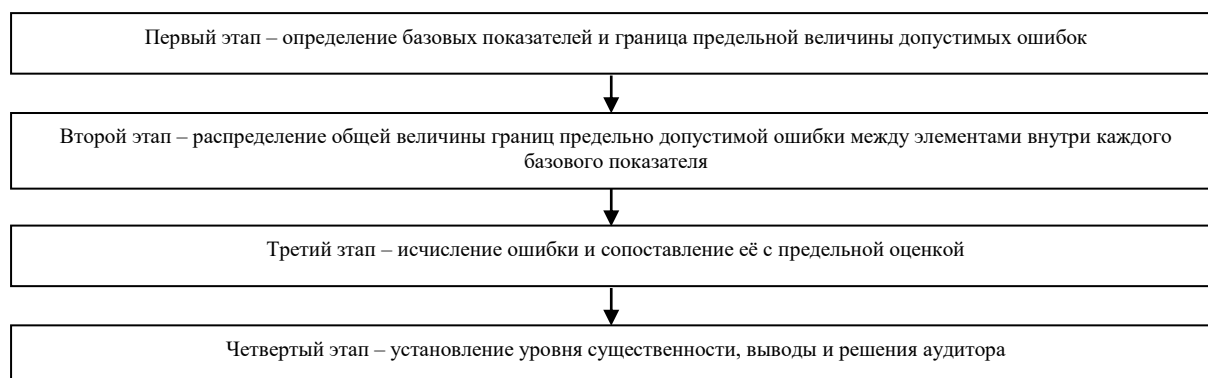 Первый этап – определение базовых показателей и граница предельной величины допустимых ошибок
Второй этап – распределение общей величины границ предельно допустимой ошибки между элементами внутри каждого
базового показателя
Третий зтап – исчисление ошибки и сопоставление её с предельной оценкой
Четвертый этап – установление уровня существенности, выводы и решения аудитора